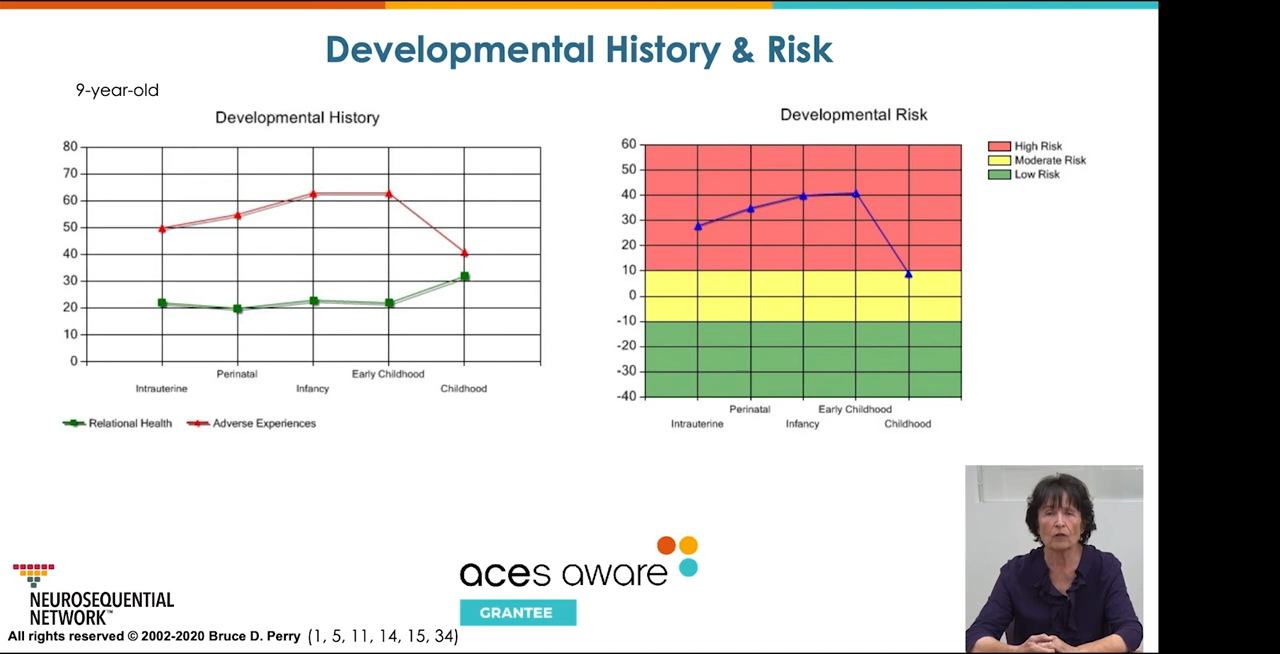 Developmental History & Risk
9-year-old
Developmental History
80
70
60
50
40
30
20
10
0
Intrauterine
Perinatal
Infancy
Early Childhood
Childhood
Relational Health
Adverse Experiences
Developmental Risk
60
50
40
30
20
10
0
-10
-20
-30
-40
Intrauterine
Perinatal
Infancy
Early Childhood
Childhood
High Risk
Moderate Risk
Low Risk
NEUROSEQUENTIAL
NETWORK™
All rights reserved © 2002-2020 Bruce D. Perry (1, 5, 11, 14, 15, 34)
aces aware
GRANTEE